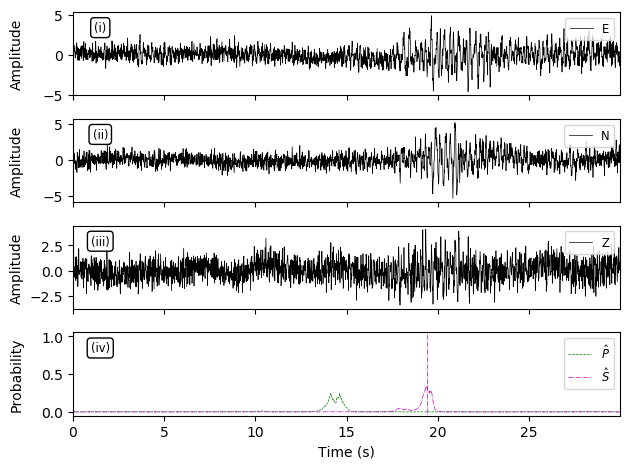 (i)
E
Amplitude
5
0
−5
(ii)
N
Amplitude
5
0
−5
(iii)
Z
Amplitude
2.5
0.0
−2.5
(iv)
P̂
Ŝ
Probability
1.0
0.5
0.0
0 5 10 15 20 25
Time (s)